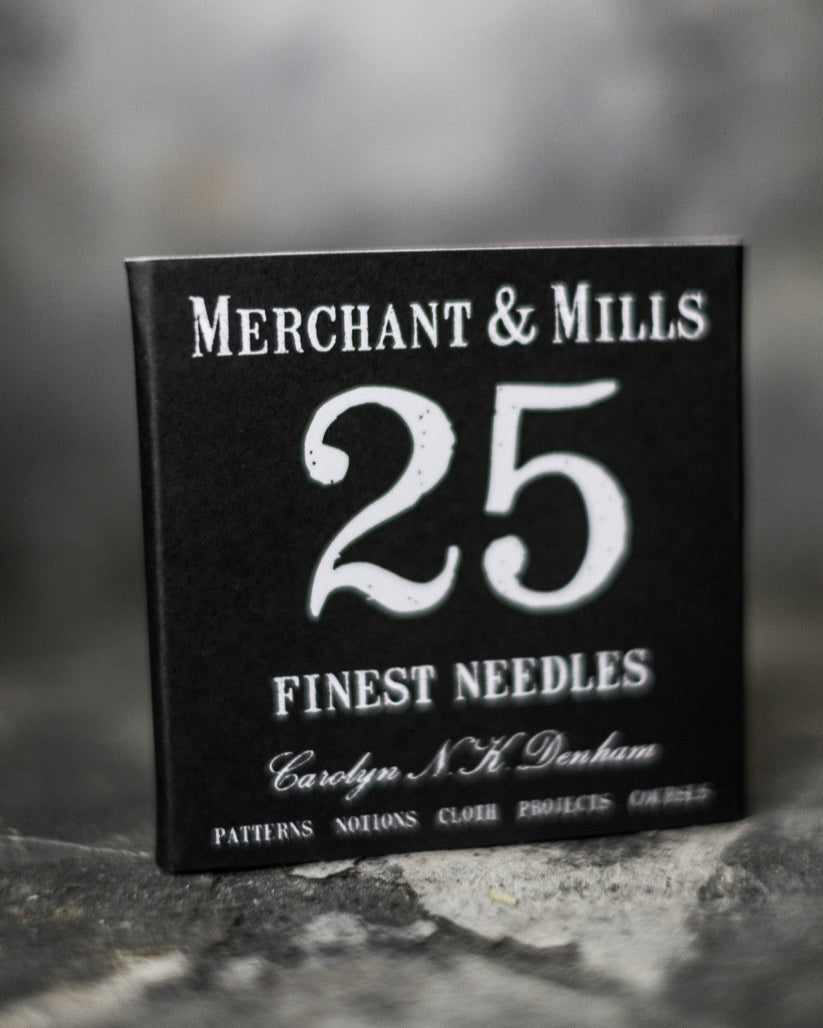 MERCHANT & MILLS
25
FINEST NEEDLES
Carolyn N.K. Denham
PATTERNS NOTIONS CLOTH PROJECTS COURSES